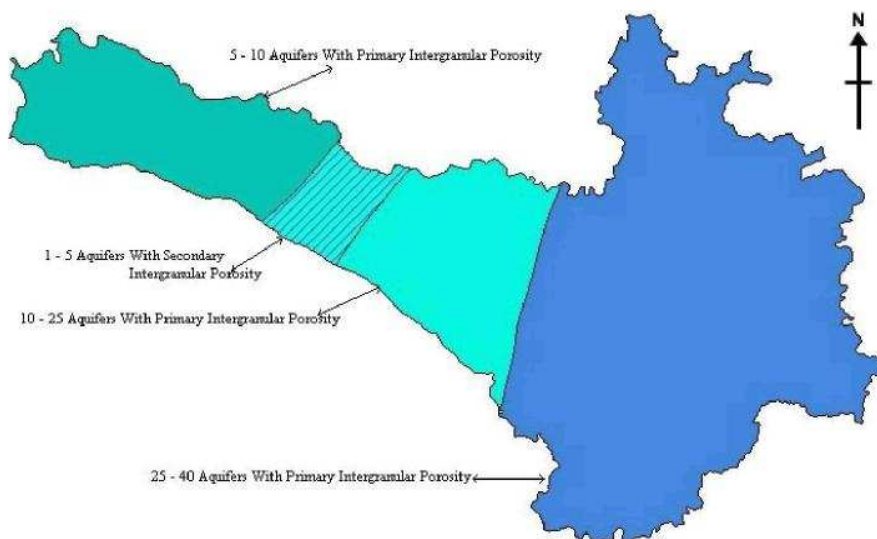 N
5 - 10 Aquifers With Primary Intergranular Porosity
1 - 5 Aquifers With Secondary
Intergranular Porosity
10 - 25 Aquifers With Primary Intergranular Porosity
25 - 40 Aquifers With Primary Intergranular Porosity